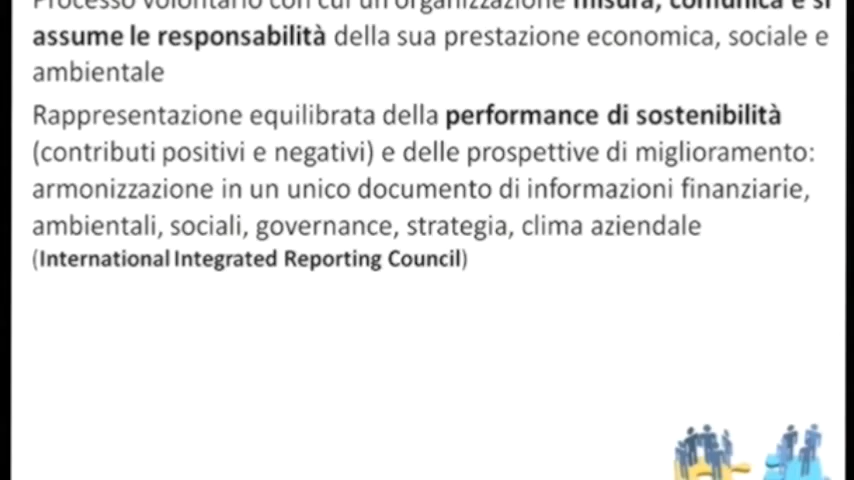 Processo volontario con cui un'organizzazione misura, comunica e si
assume le responsabilità della sua prestazione economica, sociale e
ambientale
Rappresentazione equilibrata della performance di sostenibilità
(contributi positivi e negativi) e delle prospettive di miglioramento:
armonizzazione in un unico documento di informazioni finanziarie,
ambientali, sociali, governance, strategia, clima aziendale
(International Integrated Reporting Council)